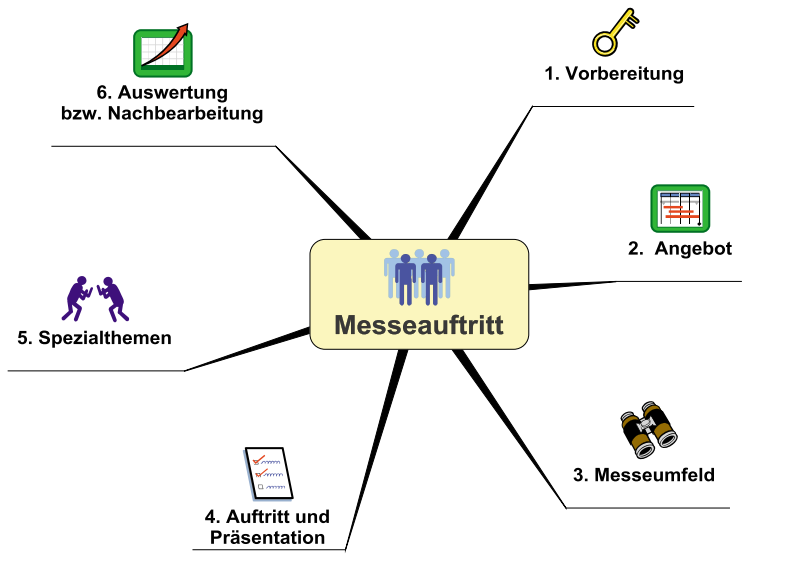 Messeauftritt
1. Vorbereitung
2. Angebot
3. Messeumfeld
4. Auftritt und
Präsentation
5. Spezialthemen
6. Auswertung
bzw. Nachbearbeitung